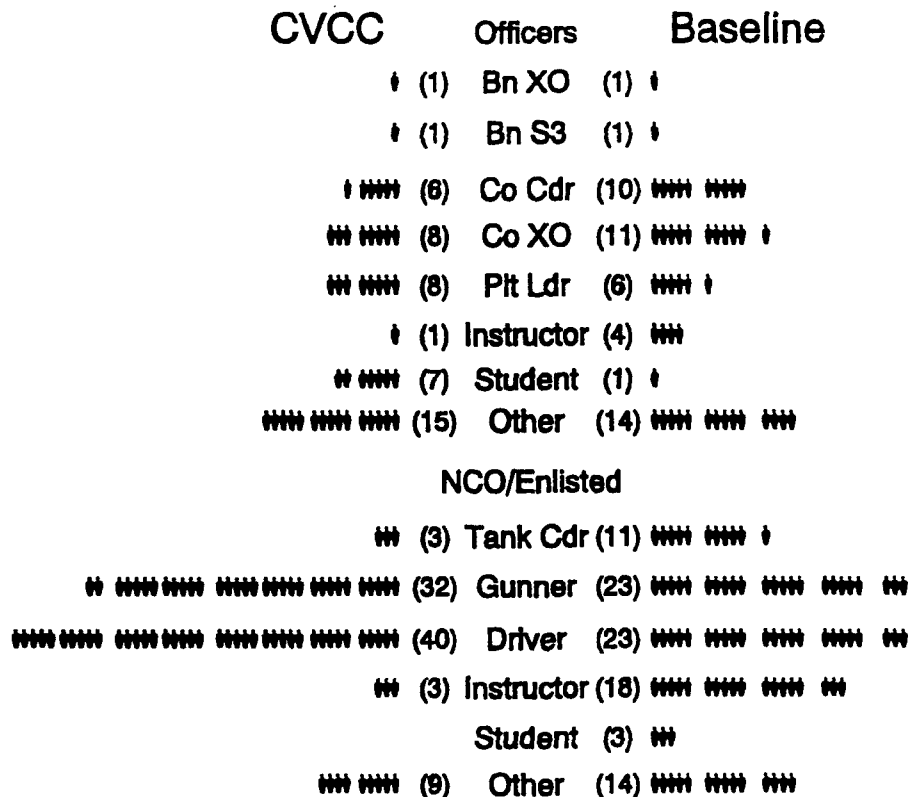 CVCC Officers Baseline
(1) Bn XO (1)
(1) Bn S3 (1)
(6) Co Cdr (10)
(8) Co XO (11)
(8) Plt Ldr (6)
(1) Instructor (4)
(7) Student (1)
(15) Other (14)
NCO/Enlisted
(3) Tank Cdr (11)
(32) Gunner (23)
(40) Driver (23)
(3) Instructor (18)
Student (3)
(9) Other (14)